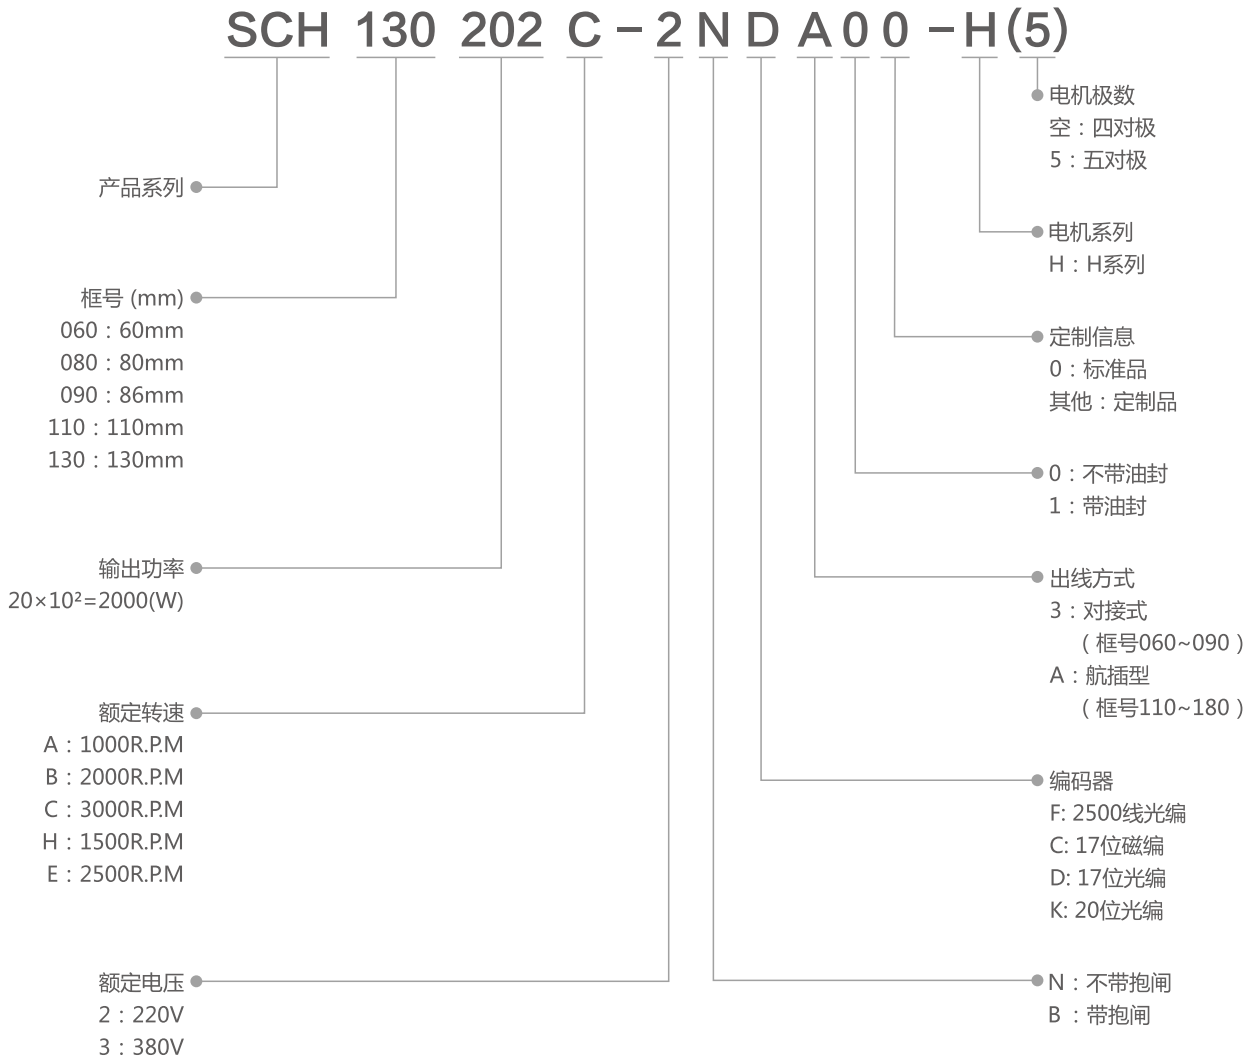 SCH 130 202 C-2 N D A 0 0 -H(5)
产品系列
框号 (mm)
060：60mm
080：80mm
090：86mm
110：110mm
130：130mm
输出功率
20×10²=2000(W)
额定转速
A：1000R.P.M
B：2000R.P.M
C：3000R.P.M
H：1500R.P.M
E：2500R.P.M
额定电压
2：220V
3：380V
电机极数
空：四对极
5：五对极
电机系列
H：H系列
定制信息
0：标准品
其他：定制品
0：不带油封
1：带油封
出线方式
3：对接式
（框号060~090）
A：航插型
（框号110~180）
编码器
F: 2500线光编
C: 17位磁编
D: 17位光编
K: 20位光编
N：不带抱闸
B ：带抱闸